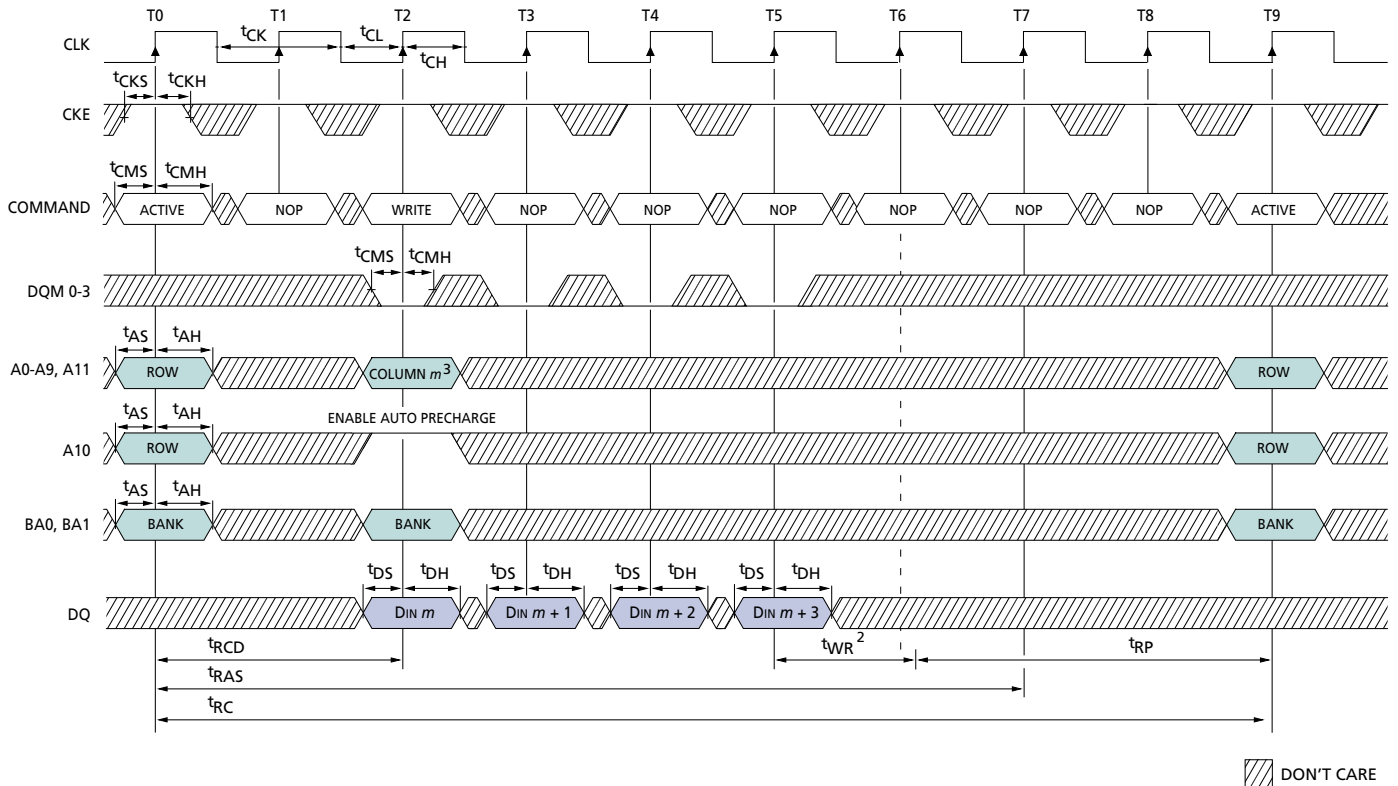 T0 T1 T2 T3 T4 T5 T6 T7 T8 T9
CLK
tCK tCL
tCH
tCKS tCKH
CKE
tCMS tCMH
COMMAND ACTIVE NOP WRITE NOP NOP NOP NOP NOP NOP ACTIVE
tCMS tCMH
DQM 0-3
tAS tAH
A0-A9, A11 ROW COLUMN m3 ROW
tAS tAH ENABLE AUTO PRECHARGE
A10 ROW ROW
tAS tAH
BA0, BA1 BANK BANK BANK
tDS tDH tDS tDH tDS tDH tDS tDH
DQ DIN m DIN m + 1 DIN m + 2 DIN m + 3
tRCD tWR2 tRP
tRAS
tRC
DON'T CARE